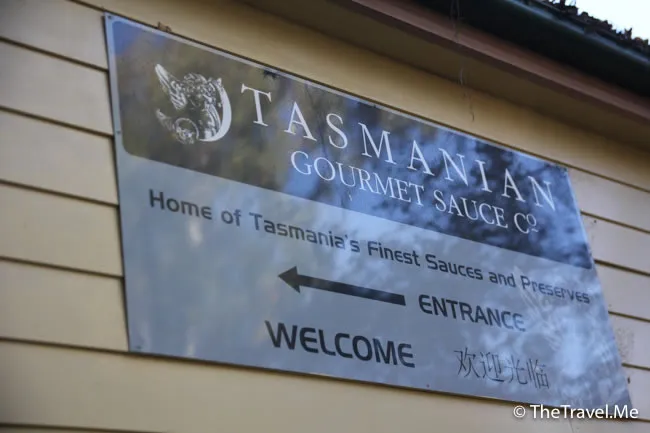 TASMANIAN
GOURMET SAUCE Cº
Home of Tasmania's Finest Sauces and Preserves
ENTRANCE
WELCOME 欢迎光临
© TheTravel.Me